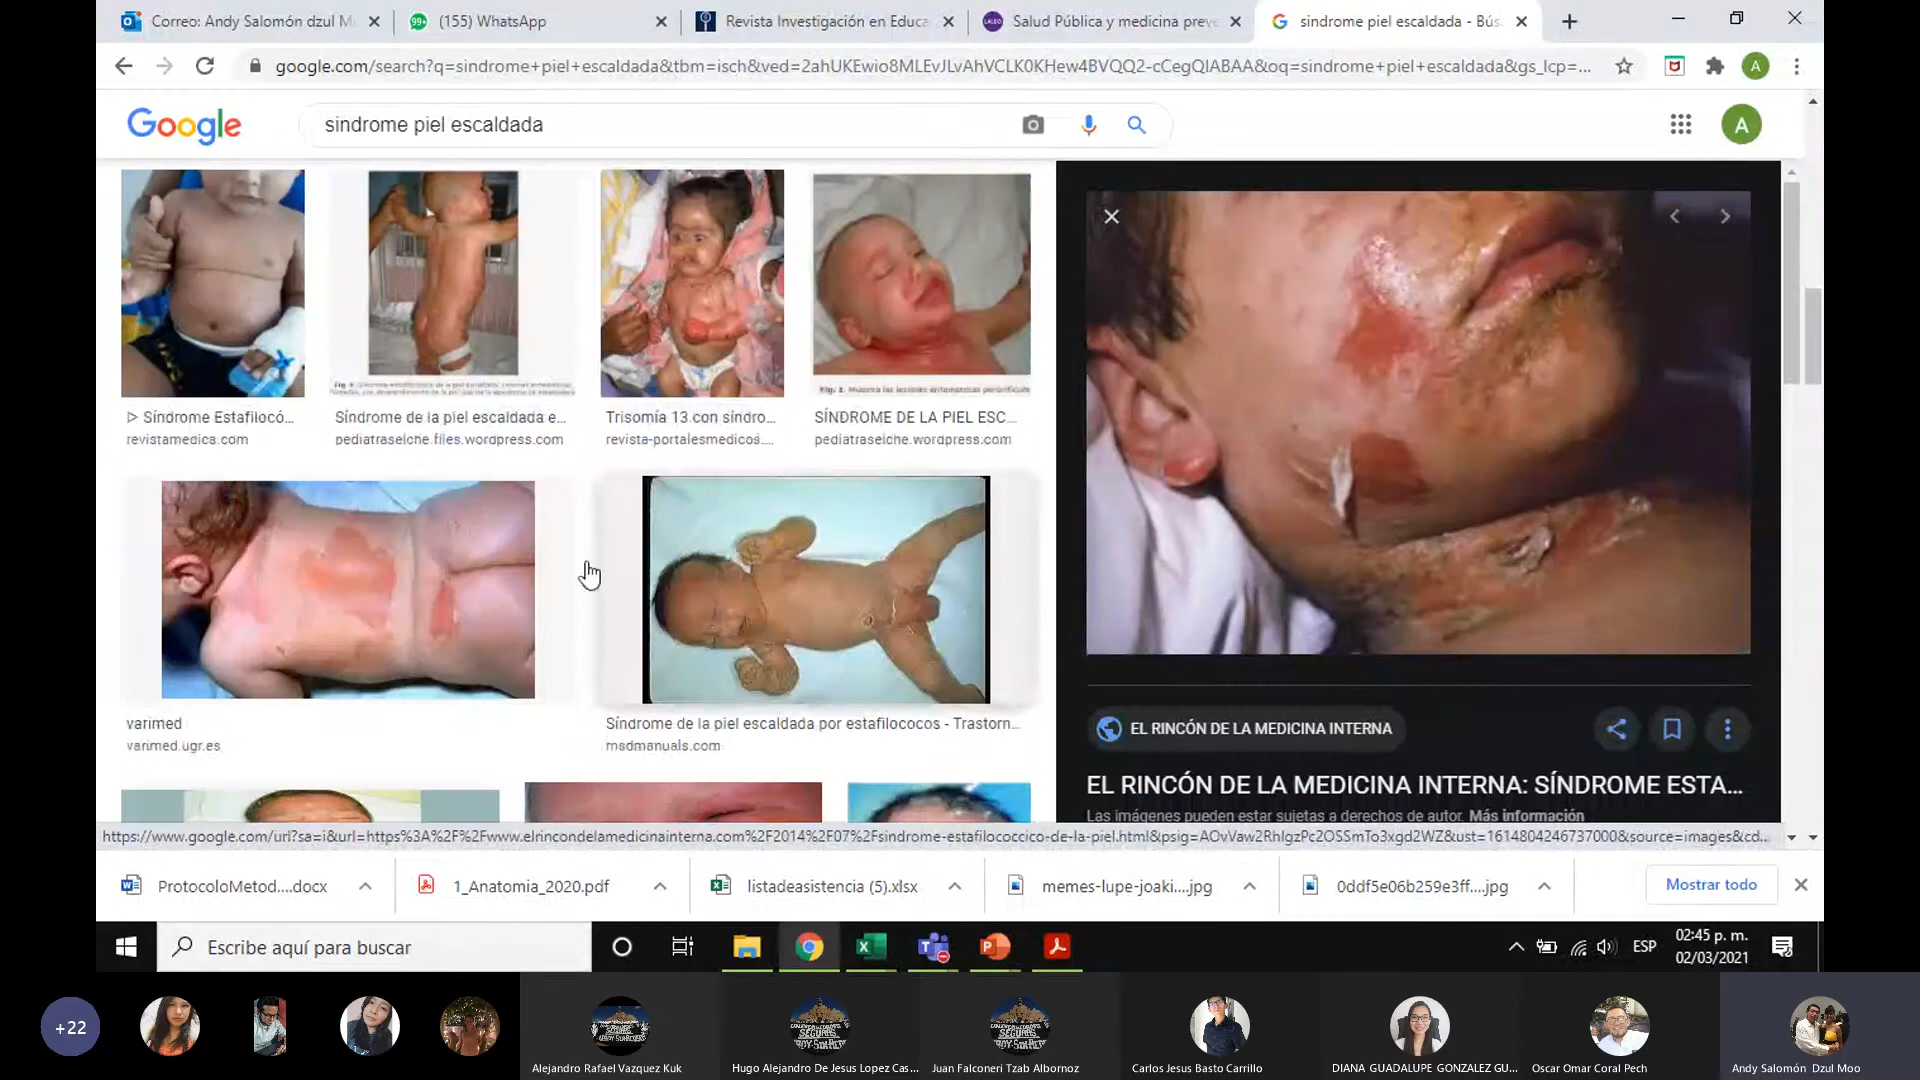 Correo: Andy Salomón dzul M
(155) WhatsApp
Revista Investigación en Educa
Salud Pública y medicina preve
sindrome piel escaldada - Bús
google.com/search?q=sindrome+piel+escaldada&tbm=isch&ved=2ahUKEwio8MLEvJLvAhVCLK0KHew4BVQQ2-cCegQIABAA&oq=sindrome+piel+escaldada&gs_lcp=...
A
Google
sindrome piel escaldada
A
▷ Síndrome Estafilocó...
revistamedica.com
Síndrome de la piel escaldada e...
pediatraselche.files.wordpress.com
Trisomía 13 con síndro...
revista-portalesmedicos....
SÍNDROME DE LA PIEL ESC...
pediatraselche.wordpress.com
varimed
varimed.ugr.es
Síndrome de la piel escaldada por estafilococos - Trastorn...
msdmanuals.com
EL RINCÓN DE LA MEDICINA INTERNA
EL RINCÓN DE LA MEDICINA INTERNA: SÍNDROME ESTA...
Las imágenes pueden estar sujetas a derechos de autor. Más información
https://www.google.com/url?sa=i&url=https%3A%2F%2Fwww.elrincondelamedicinainterna.com%2F2014%2F07%2Fsindrome-estafilococcico-de-la-piel.html&psig=AOvVaw2RhIgzPc2OSSmTo3xgd2WZ&ust=1614804246737000&source=images&cd...
ProtocoloMetod....docx
1_Anatomia_2020.pdf
listadeasistencia (5).xlsx
memes-lupe-joaki....jpg
0ddf5e06b259e3ff....jpg
Mostrar todo
Escribe aquí para buscar
ESP
02:45 p. m.
02/03/2021
+22
Alejandro Rafael Vazquez Kuk
Hugo Alejandro De Jesus Lopez Cas...
Juan Falconeri Tzab Albornoz
Carlos Jesus Basto Carrillo
DIANA GUADALUPE GONZALEZ GU...
Oscar Omar Coral Pech
Andy Salomón Dzul Moo